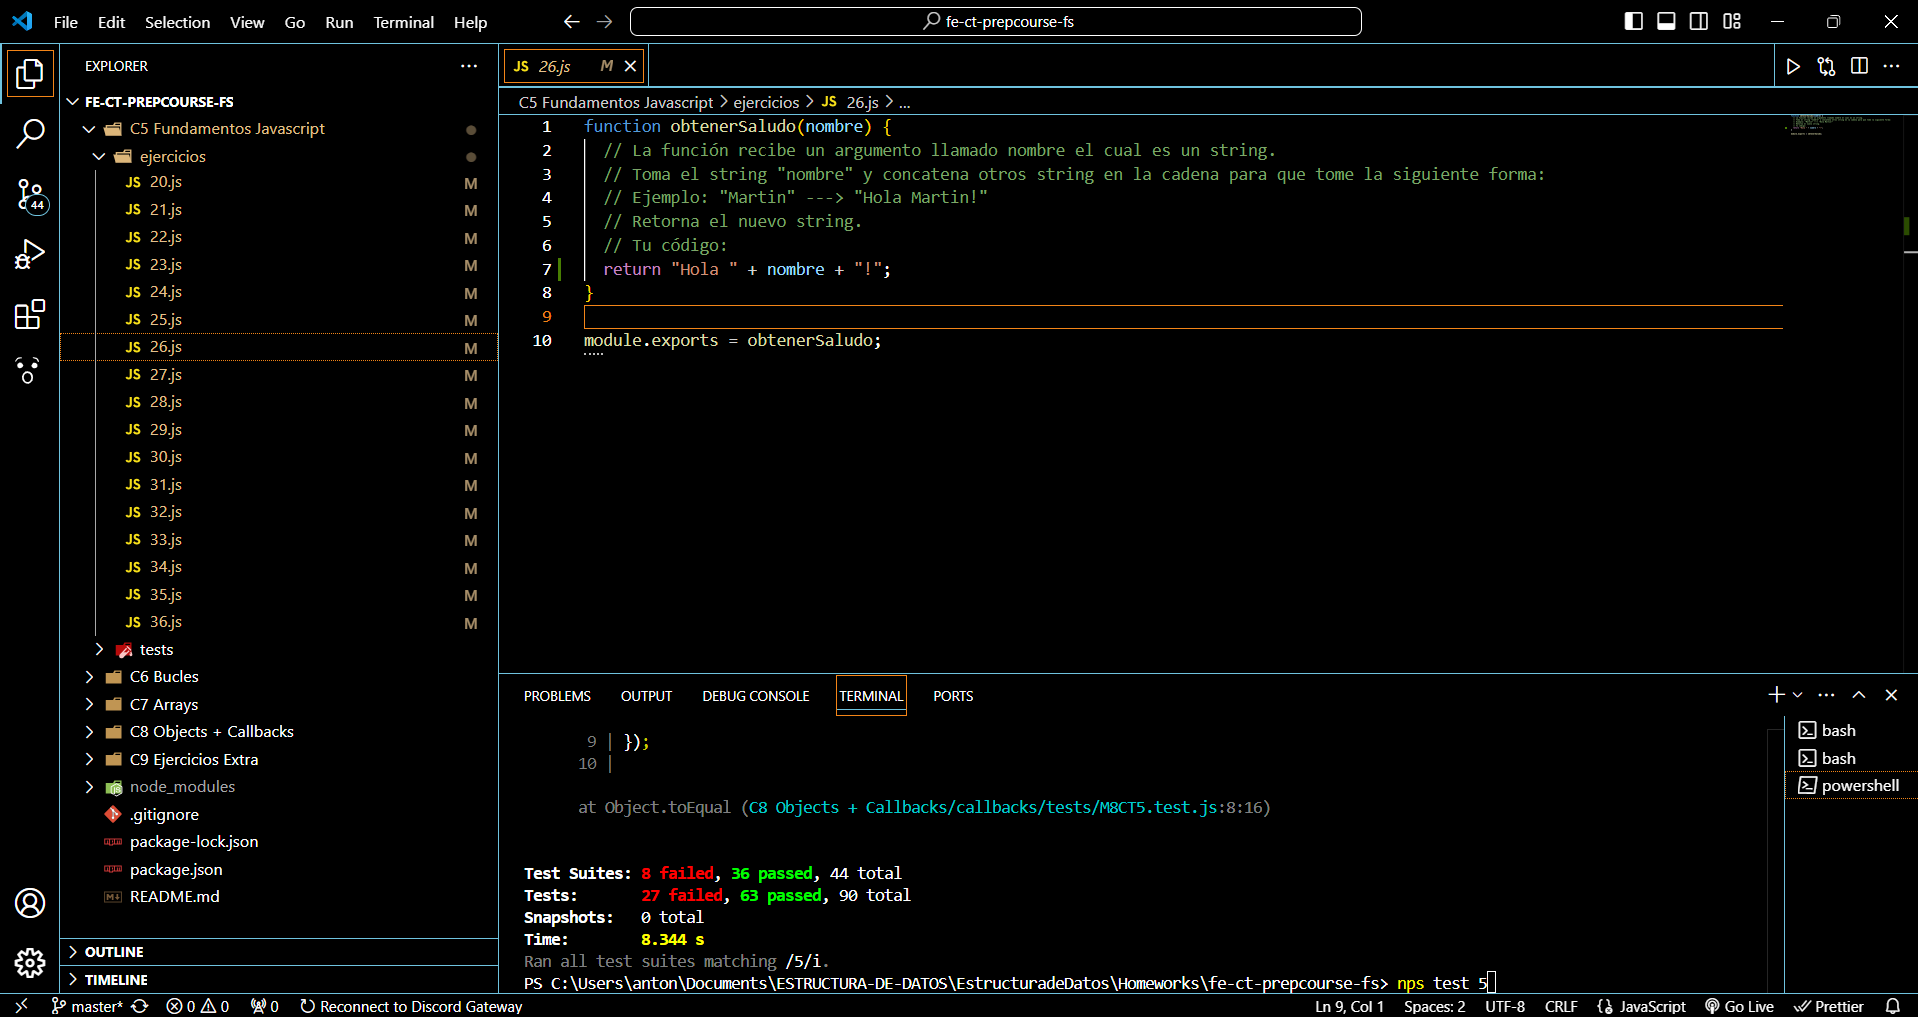 File Edit Selection View Go Run Terminal Help
fe-ct-prepcourse-fs
EXPLORER
FE-CT-PREPCOURSE-FS
C5 Fundamentos Javascript
ejercicios
JS 20.js M
JS 21.js M
JS 22.js M
JS 23.js M
JS 24.js M
JS 25.js M
JS 26.js M
JS 27.js M
JS 28.js M
JS 29.js M
JS 30.js M
JS 31.js M
JS 32.js M
JS 33.js M
JS 34.js M
JS 35.js M
JS 36.js M
tests
C6 Bucles
C7 Arrays
C8 Objects + Callbacks
C9 Ejercicios Extra
node_modules
.gitignore
package-lock.json
package.json
README.md
OUTLINE
TIMELINE
44
JS 26.js M
C5 Fundamentos Javascript > ejercicios > JS 26.js > ...
1 function obtenerSaludo(nombre) {
2 // La función recibe un argumento llamado nombre el cual es un string.
3 // Toma el string "nombre" y concatena otros string en la cadena para que tome la siguiente forma:
4 // Ejemplo: "Martin" ---> "Hola Martin!"
5 // Retorna el nuevo string.
6 // Tu código:
7 return "Hola " + nombre + "!";
8 }
9
10 module.exports = obtenerSaludo;
PROBLEMS OUTPUT DEBUG CONSOLE TERMINAL PORTS
9 | });
10 |
at Object.toEqual (C8 Objects + Callbacks/callbacks/tests/M8CT5.test.js:8:16)
Test Suites: 8 failed, 36 passed, 44 total
Tests: 27 failed, 63 passed, 90 total
Snapshots: 0 total
Time: 8.344 s
Ran all test suites matching /5/i.
PS C:\Users\anton\Documents\ESTRUCTURA-DE-DATOS\EstructuradeDatos\Homeworks\fe-ct-prepcourse-fs> nps test 5
bash
bash
powershell
master* 0 0 0 Reconnect to Discord Gateway Ln 9, Col 1 Spaces: 2 UTF-8 CRLF {} JavaScript Go Live Prettier